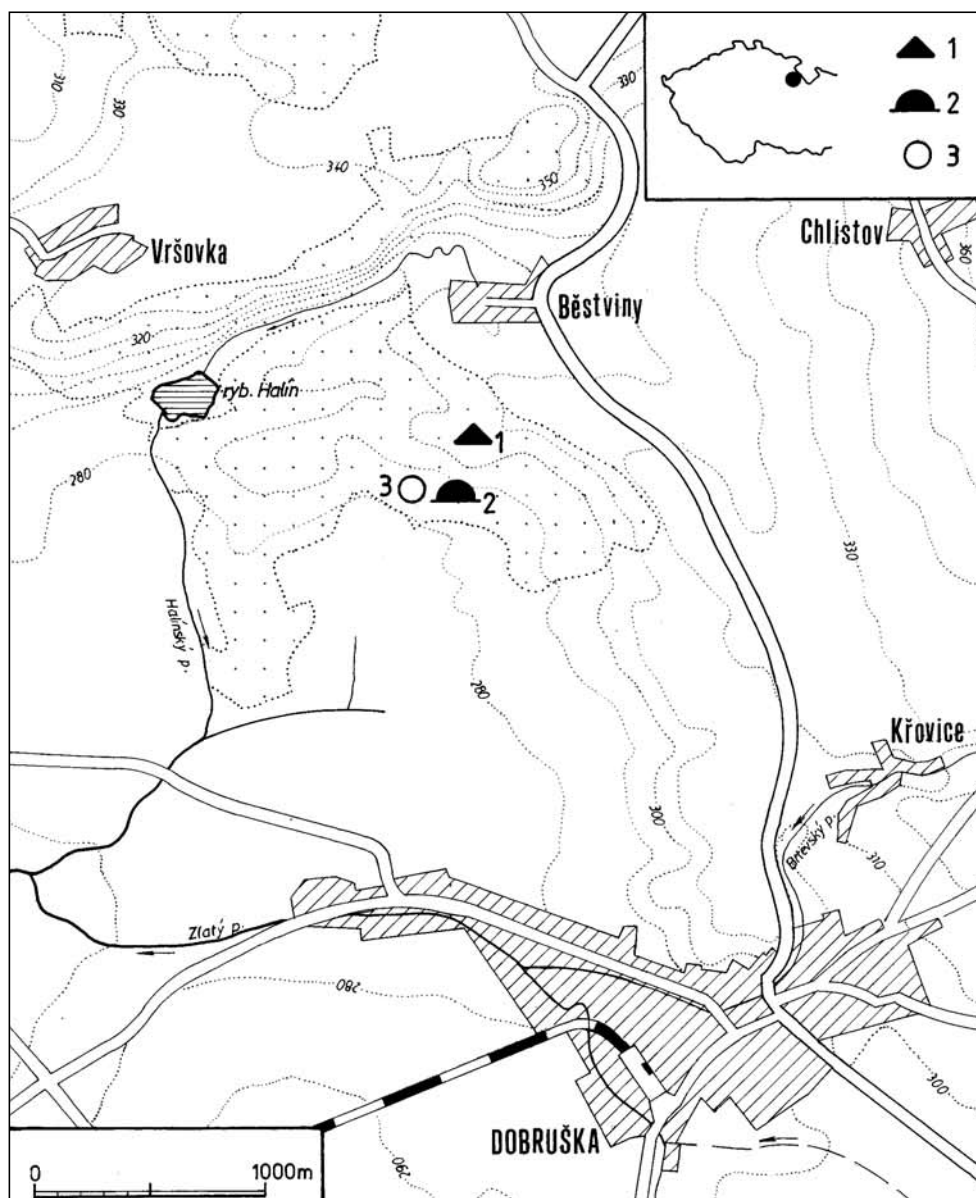 310
330
340
350
330
1
2
3
Vršovka
Chlístov
360
Běstviny
320
ryb. Halín
1
3
2
280
330
Halínský p.
280
Křovice
300
Brtevský p.
310
Zlatý p.
280
300
DOBRUŠKA
290
0
1000m